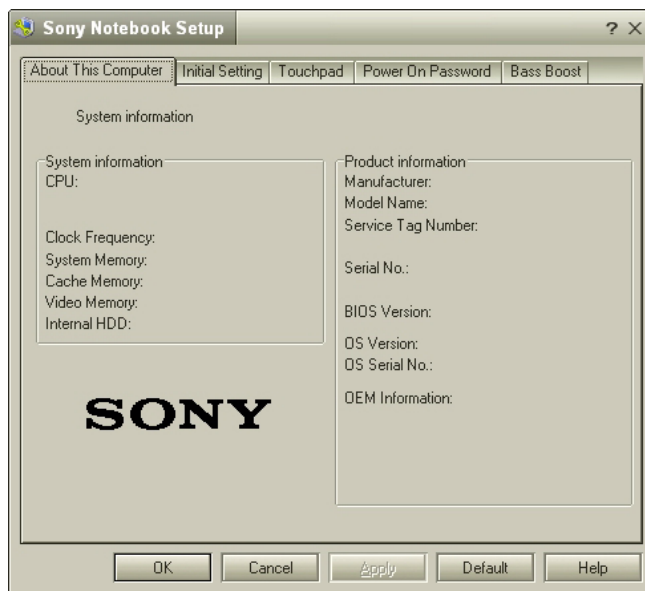 Sony Notebook Setup
About This Computer Initial Setting Touchpad Power On Password Bass Boost
System information
System information
CPU:
Clock Frequency:
System Memory:
Cache Memory:
Video Memory:
Internal HDD:
Product information
Manufacturer:
Model Name:
Service Tag Number:
Serial No.:
BIOS Version:
OS Version:
OS Serial No.:
OEM Information:
SONY
OK Cancel Apply Default Help